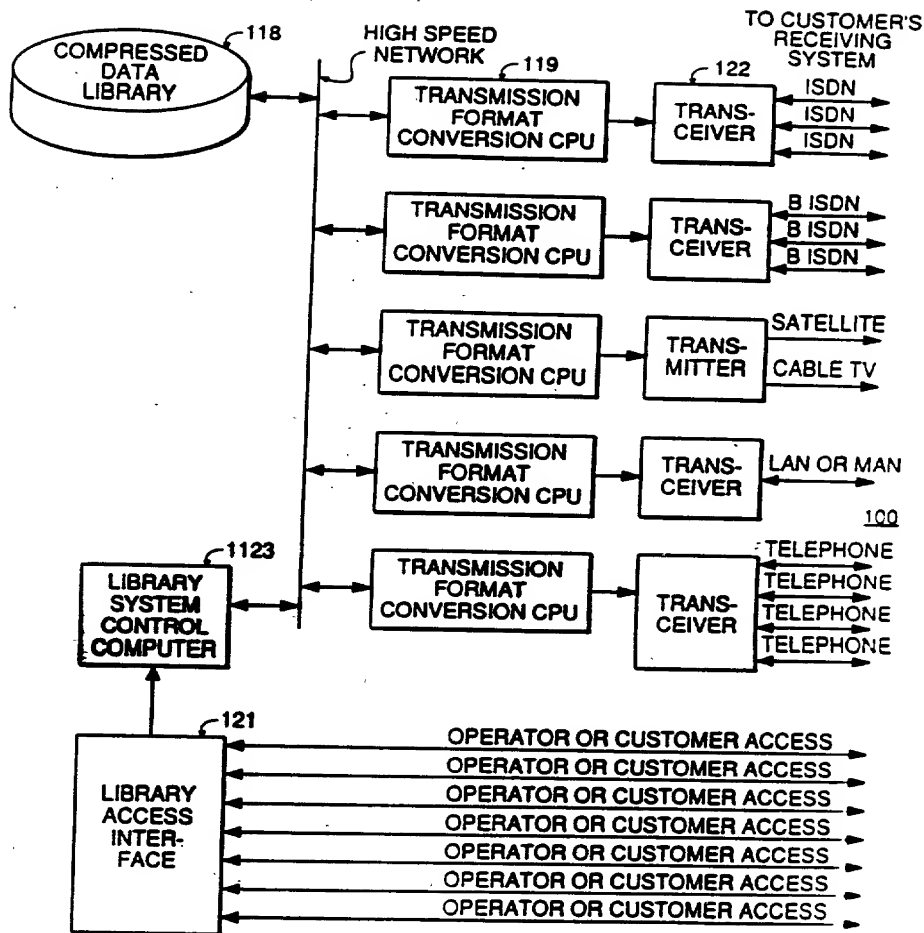 118
COMPRESSED
DATA
LIBRARY
HIGH SPEED
NETWORK
TO CUSTOMER'S
RECEIVING
SYSTEM
119
TRANSMISSION
FORMAT
CONVERSION CPU
122
TRANS-
CEIVER
ISDN
ISDN
ISDN
TRANSMISSION
FORMAT
CONVERSION CPU
TRANS-
CEIVER
B ISDN
B ISDN
B ISDN
TRANSMISSION
FORMAT
CONVERSION CPU
TRANS-
MITTER
SATELLITE
CABLE TV
TRANSMISSION
FORMAT
CONVERSION CPU
TRANS-
CEIVER
LAN OR MAN
100
1123
LIBRARY
SYSTEM
CONTROL
COMPUTER
TRANSMISSION
FORMAT
CONVERSION CPU
TRANS-
CEIVER
TELEPHONE
TELEPHONE
TELEPHONE
TELEPHONE
121
LIBRARY
ACCESS
INTER-
FACE
OPERATOR OR CUSTOMER ACCESS
OPERATOR OR CUSTOMER ACCESS
OPERATOR OR CUSTOMER ACCESS
OPERATOR OR CUSTOMER ACCESS
OPERATOR OR CUSTOMER ACCESS
OPERATOR OR CUSTOMER ACCESS
OPERATOR OR CUSTOMER ACCESS